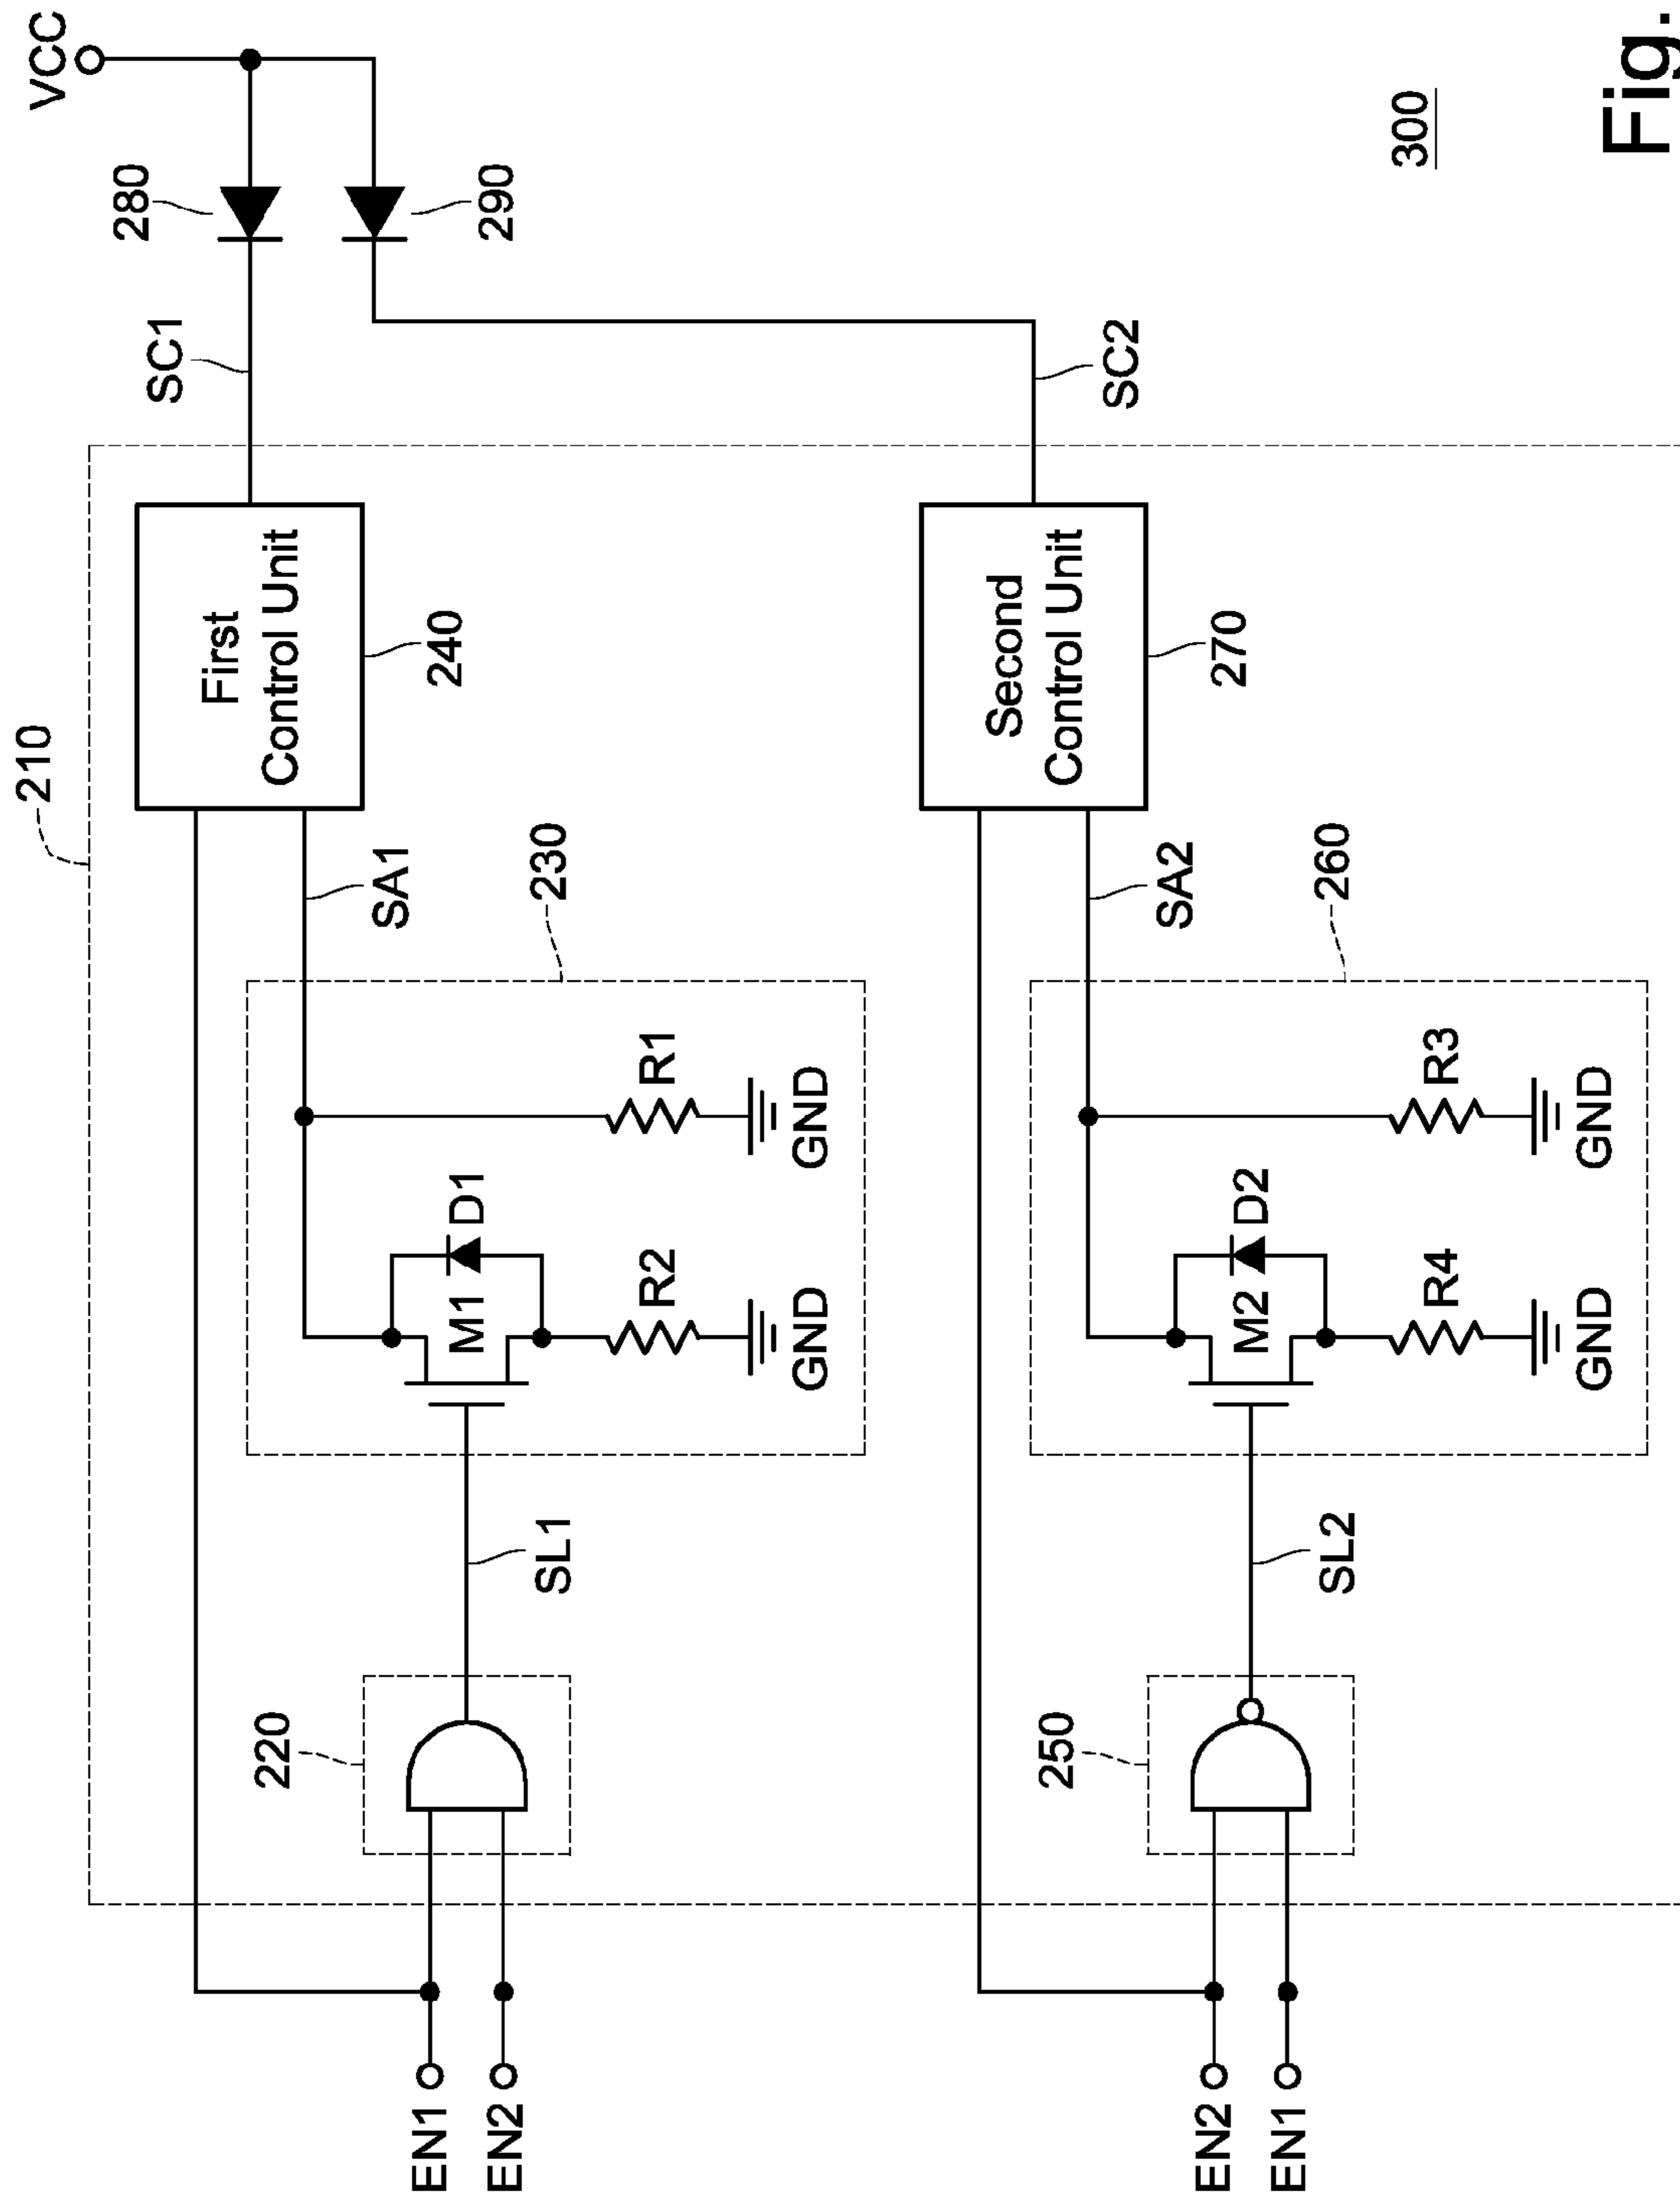 210
VCC
First
Control Unit
240
SC1
280
290
EN1
EN2
220
SL1
M1
D1
R2
GND
R1
GND
SA1
230
Second
Control Unit
270
SC2
EN2
EN1
250
SL2
M2
D2
R4
GND
R3
GND
SA2
260
300
Fig.